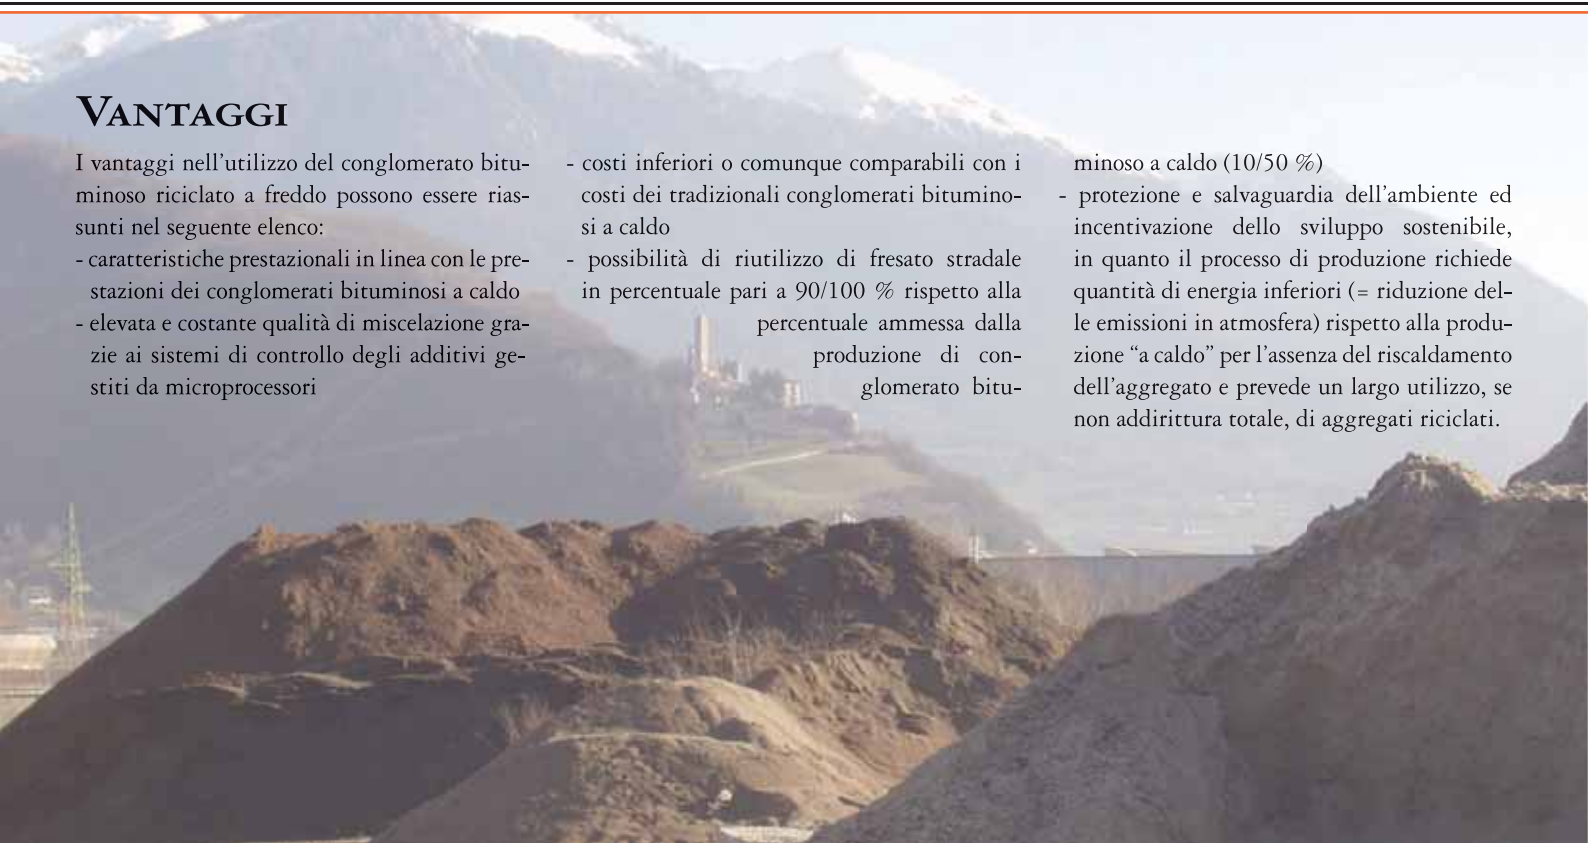 VANTAGGI
I vantaggi nell'utilizzo del conglomerato bitu-
minoso riciclato a freddo possono essere rias-
sunti nel seguente elenco:
- caratteristiche prestazionali in linea con le pre-
stazioni dei conglomerati bituminosi a caldo
- elevata e costante qualità di miscelazione gra-
zie ai sistemi di controllo degli additivi ge-
stiti da microprocessori
- costi inferiori o comunque comparabili con i
costi dei tradizionali conglomerati bitumino-
si a caldo
- possibilità di riutilizzo di fresato stradale
in percentuale pari a 90/100 % rispetto alla
percentuale ammessa dalla
produzione di con-
glomerato bitu-
minoso a caldo (10/50 %)
- protezione e salvaguardia dell'ambiente ed
incentivazione dello sviluppo sostenibile,
in quanto il processo di produzione richiede
quantità di energia inferiori (= riduzione del-
le emissioni in atmosfera) rispetto alla produ-
zione “a caldo” per l'assenza del riscaldamento
dell'aggregato e prevede un largo utilizzo, se
non addirittura totale, di aggregati riciclati.